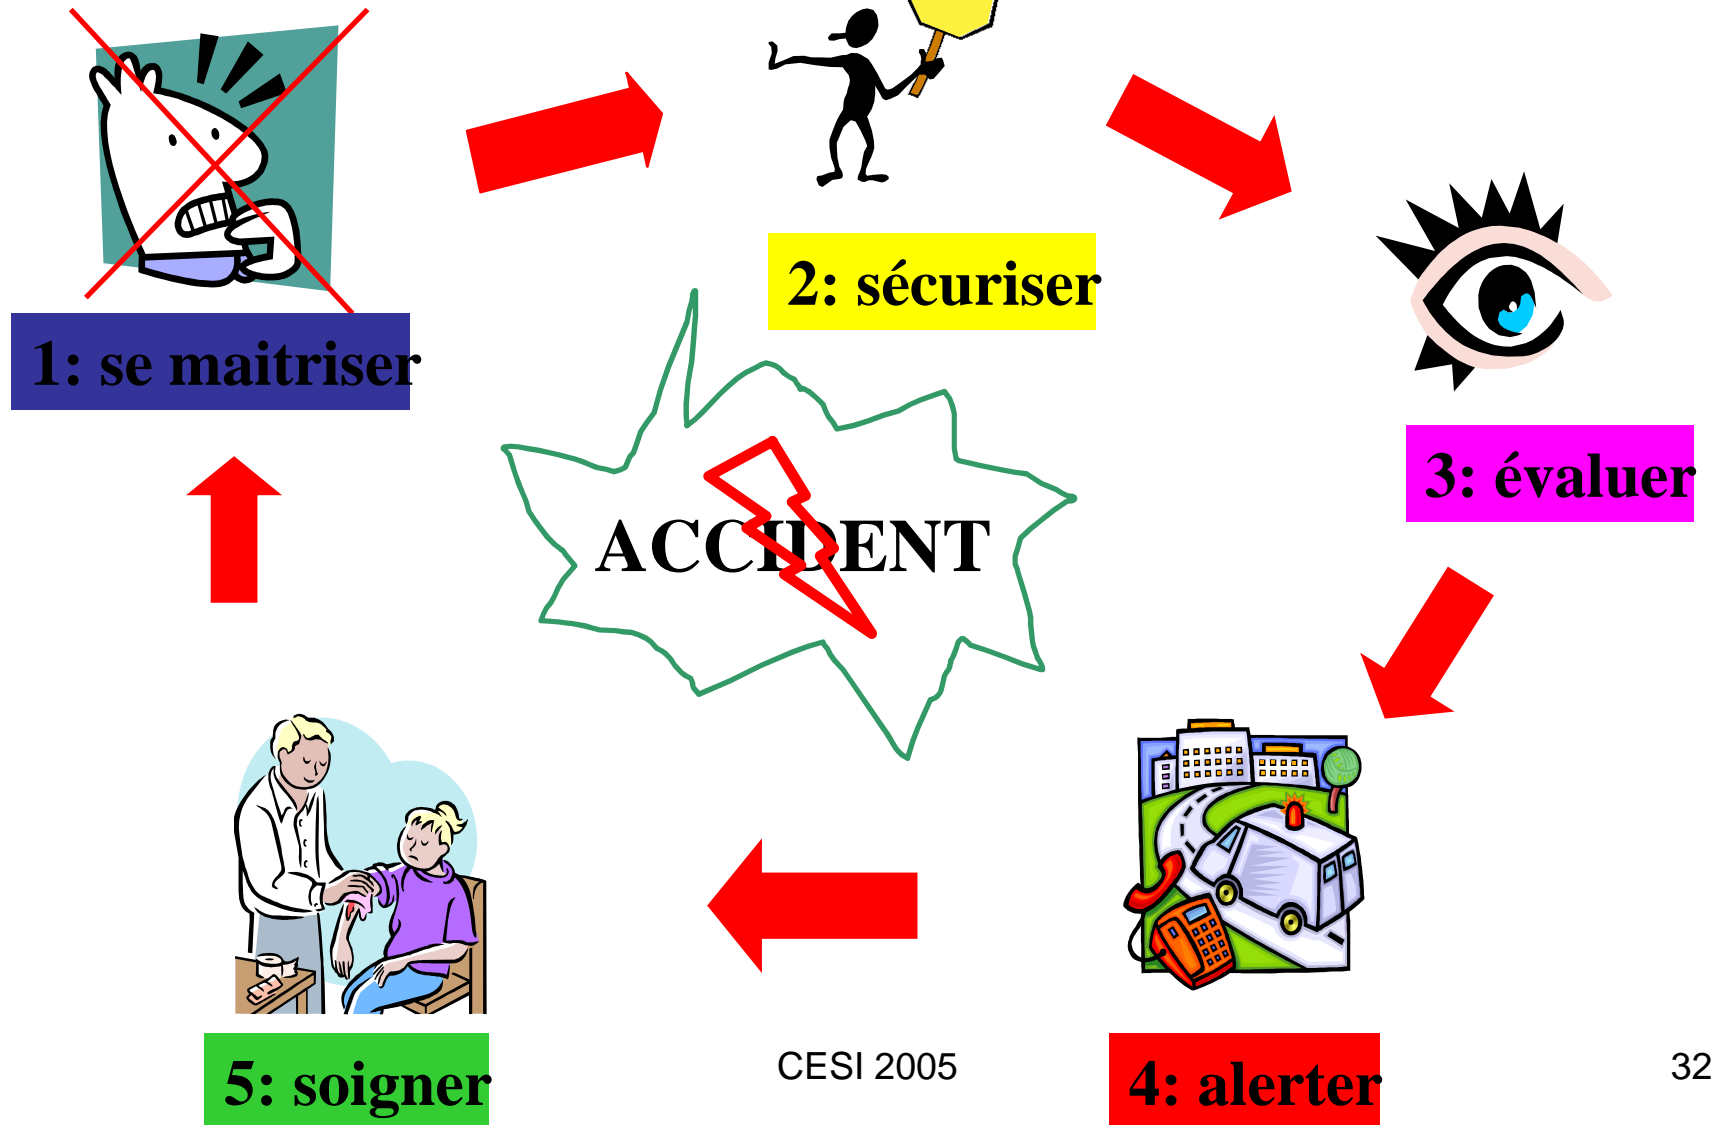 1: se maitriser
2: sécuriser
3: évaluer
ACCIDENT
4: alerter
5: soigner
CESI 2005
32